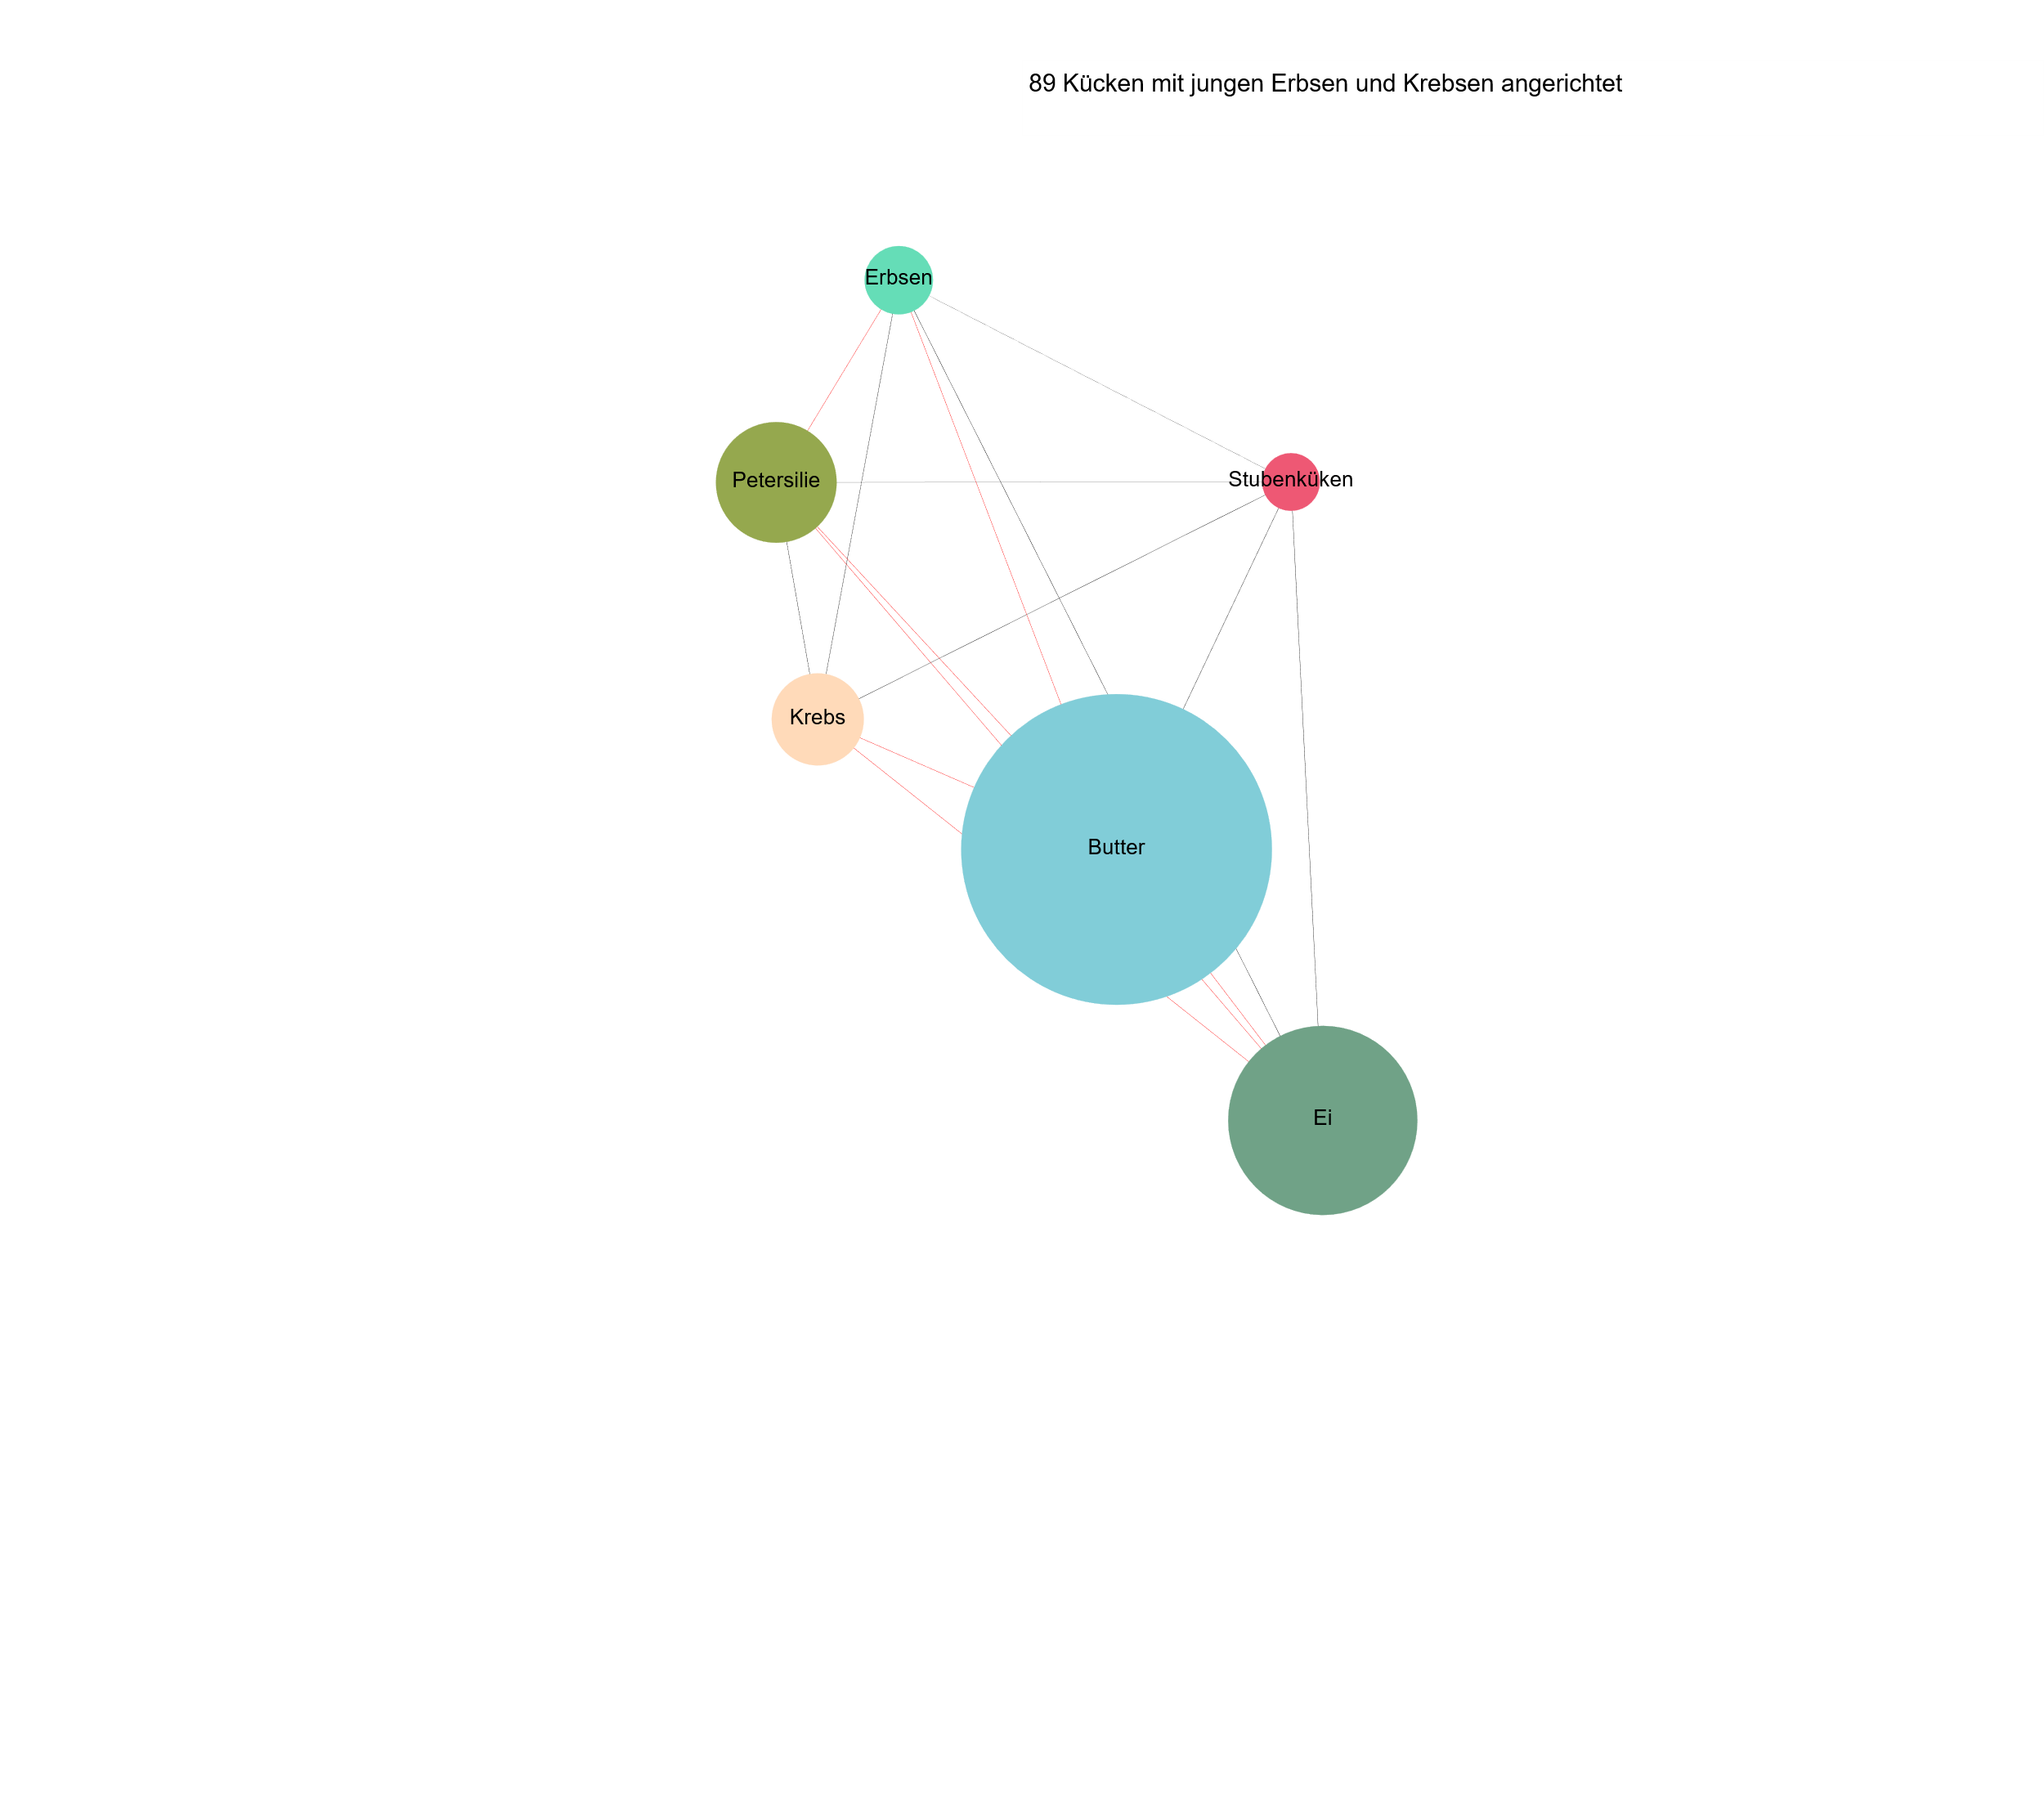 89 Kücken mit jungen Erbsen und Krebsen angerichtet
Erbsen
Petersilie
Stubenküken
Krebs
Butter
Ei